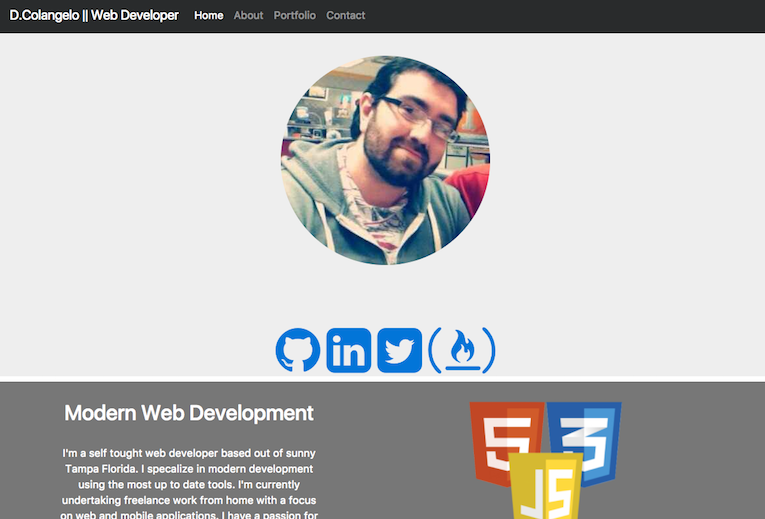 D.Colangelo || Web Developer Home About Portfolio Contact
in
Modern Web Development
I'm a self tought web developer based out of sunny
Tampa Florida. I specalize in modern development
using the most up to date tools. I'm currently
undertaking freelance work from home with a focus
on web and mobile applications. I have a passion for
5 3
JS